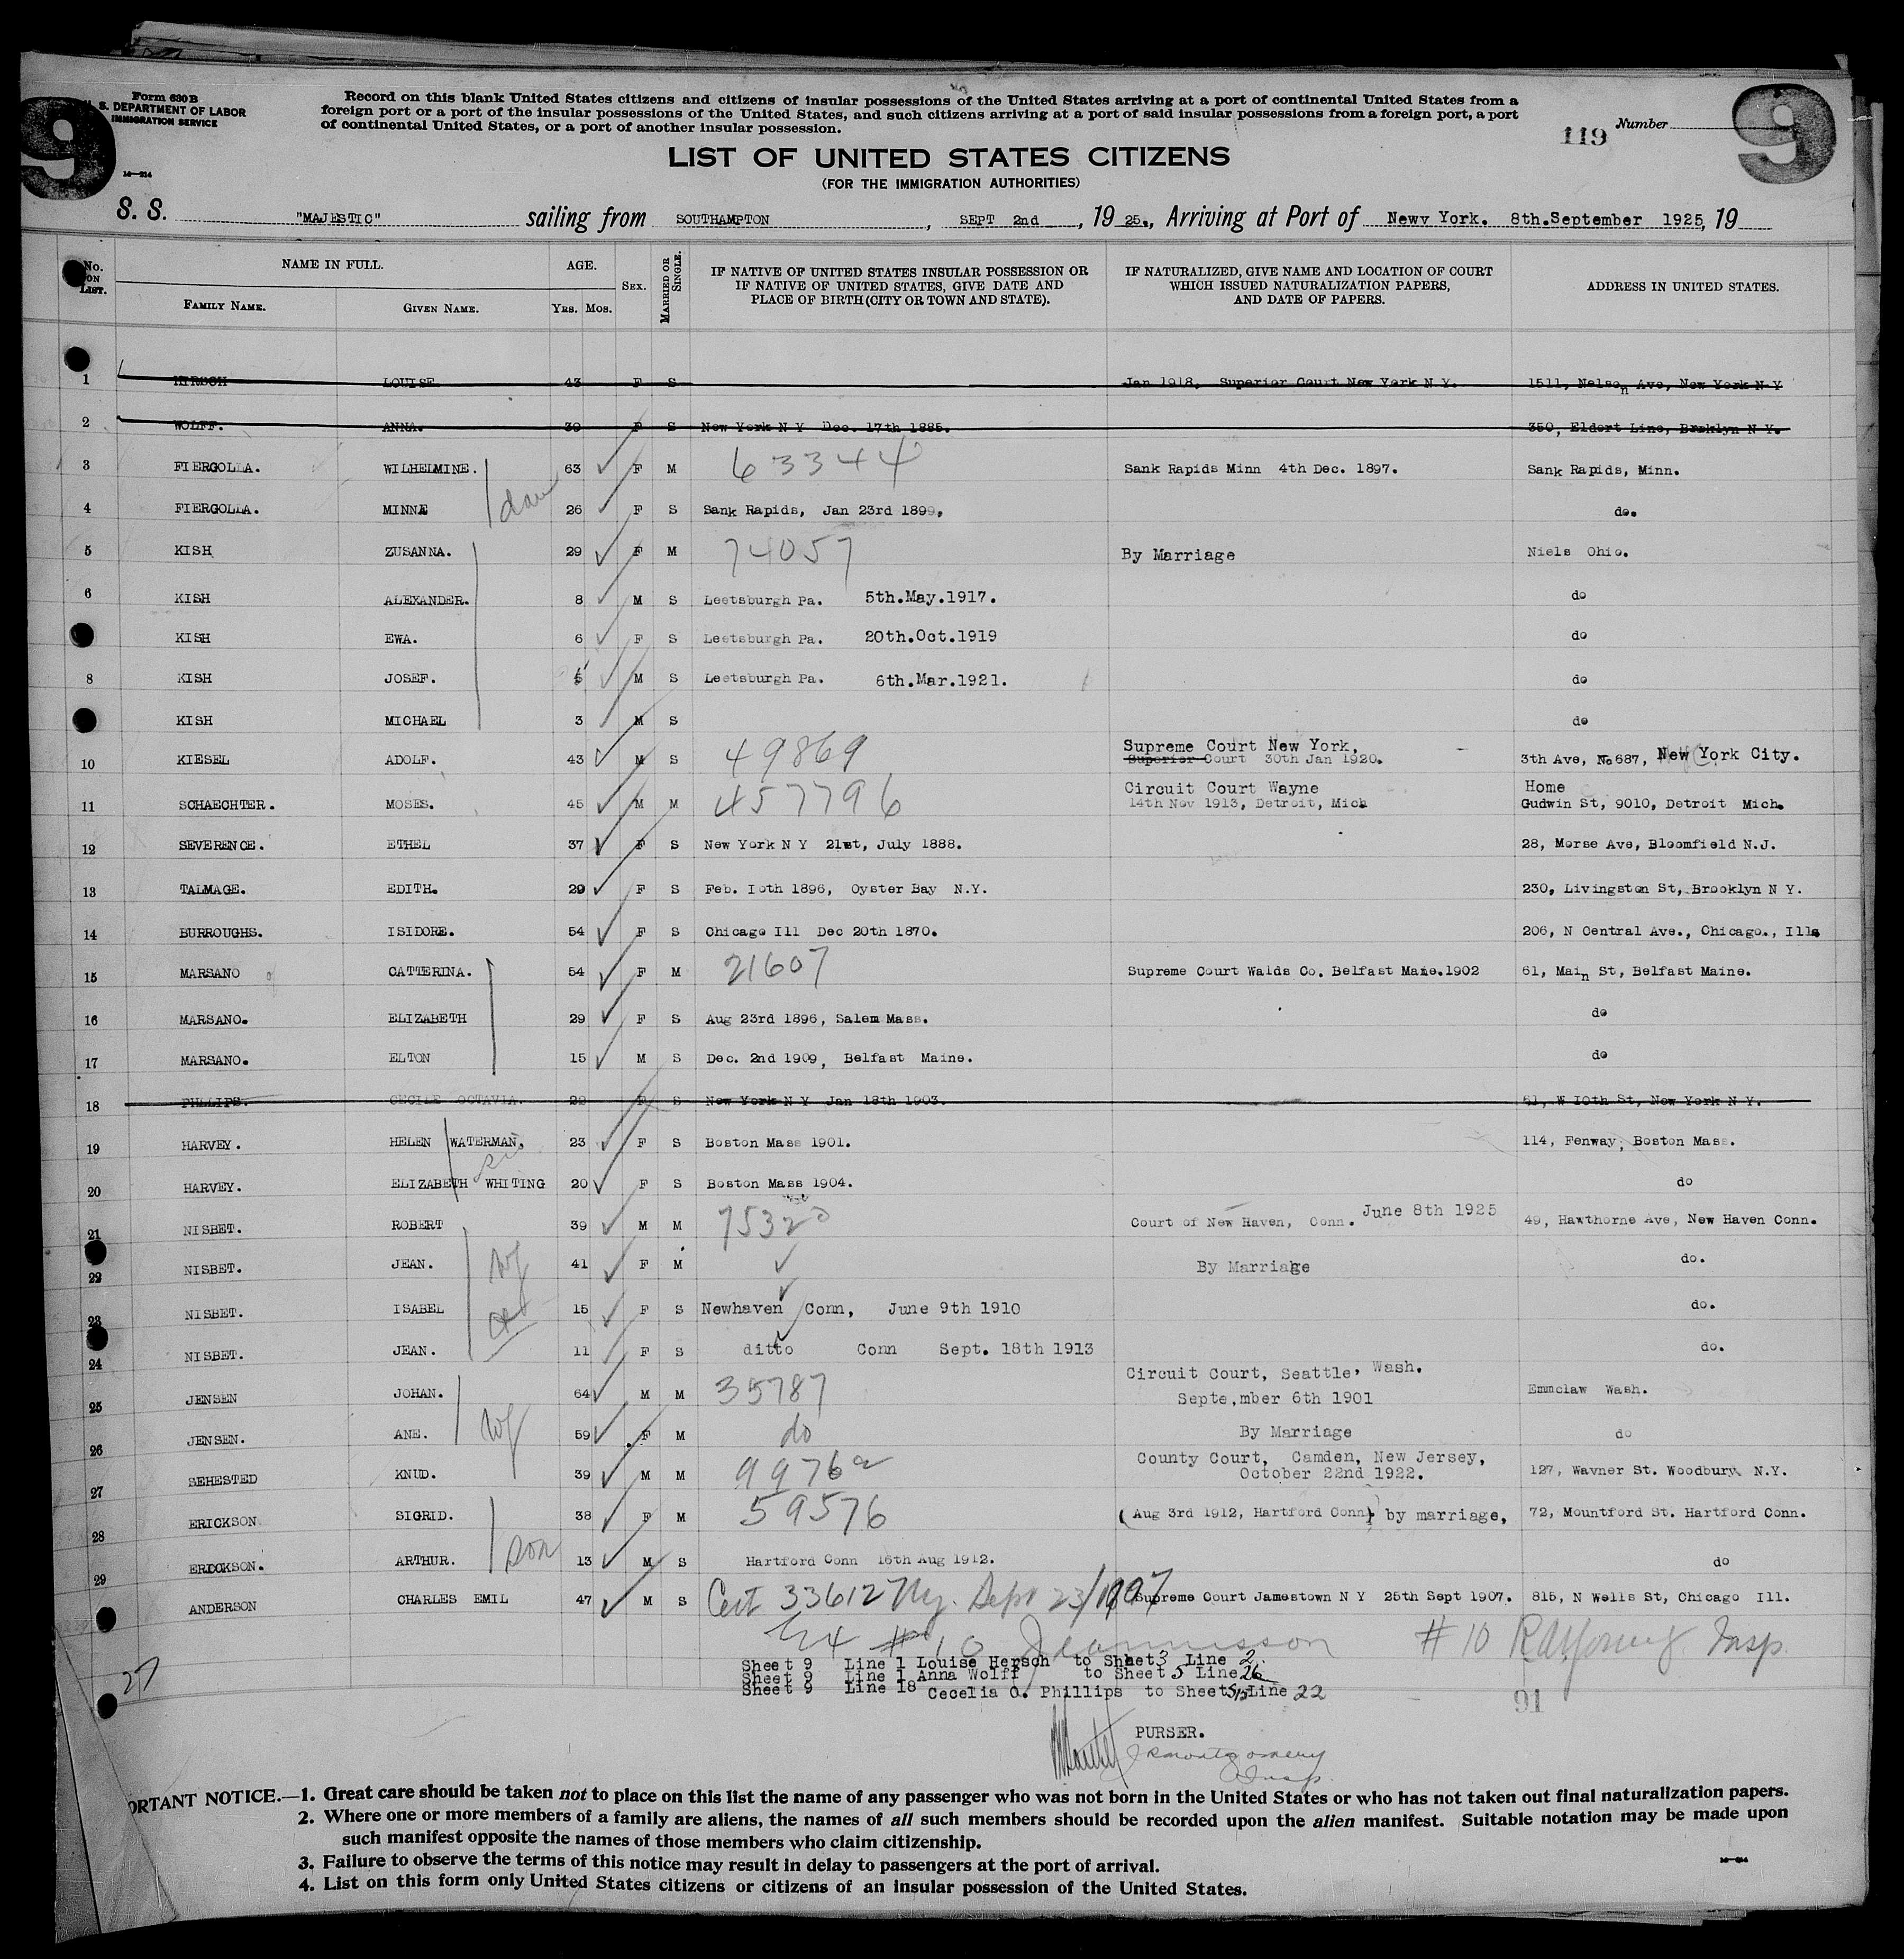 9
Form 630 B
S. DEPARTMENT OF LABOR
IMMIGRATION SERVICE
14—214
Record on this blank United States citizens and citizens of insular possessions of the United States arriving at a port of continental United States from a
foreign port or a port of the insular possessions of the United States, and such citizens arriving at a port of said insular possessions from a foreign port, a port
of continental United States, or a port of another insular possession.
119 Number
9
LIST OF UNITED STATES CITIZENS
(FOR THE IMMIGRATION AUTHORITIES)
S. S. "MAJESTIC" sailing from SOUTHAMPTON, SEPT 2nd, 19 25., Arriving at Port of Newv York. 8th.September 1925, 19
No. ON LIST. NAME IN FULL. FAMILY NAME. GIVEN NAME. AGE. YRS. MOS. SEX. MARRIED OR SINGLE. IF NATIVE OF UNITED STATES INSULAR POSSESSION OR IF NATIVE OF UNITED STATES, GIVE DATE AND PLACE OF BIRTH (CITY OR TOWN AND STATE). IF NATURALIZED, GIVE NAME AND LOCATION OF COURT WHICH ISSUED NATURALIZATION PAPERS, AND DATE OF PAPERS. ADDRESS IN UNITED STATES.
1 HIRSCH LOUISE. 43 F S Jan 1918, Superior Court New York N Y. 1511, Nelson Ave, New York N Y
2 WOLFF. ANNA. 39 F S New York N Y Dec. 17th 1885. 350, Eldert Line, Broklyn N Y.
3 FIERGOLLA. WILHELMINE. 63 F M 63344 Sank Rapids Minn 4th Dec. 1897. Sank Rapids, Minn.
4 FIERGOLLA. MINNA dau 26 F S Sank Rapids, Jan 23rd 1899, do.
5 KISH ZUSANNA. 29 F M 74057 By Marriage Niels Ohio.
6 KISH ALEXANDER. 8 M S Leetsburgh Pa. 5th.May.1917. do
KISH EWA. 6 F S Leetsburgh Pa. 20th.Oct.1919 do
8 KISH JOSEF. 5 M S Leetsburgh Pa. 6th.Mar.1921. do
KISH MICHAEL 3 M S do
10 KIESEL ADOLF. 43 M S 49869 Supreme Court New York, Superior Court 30th Jan 1920. 3th Ave, No 687, New York City.
11 SCHAECHTER. MOSES. 45 M M 457796 Circuit Court Wayne 14th Nov 1913, Detroit, Mich Home Gudwin St, 9010, Detroit Mich.
12 SEVERENCE. ETHEL 37 F S New York N Y 21st, July 1888. 28, Morse Ave, Bloomfield N.J.
13 TALMAGE. EDITH. 29 F S Feb. 10th 1896, Oyster Bay N.Y. 230, Livingston St, Brooklyn N Y.
14 BURROUGHS. ISIDORE. 54 F S Chicago Ill Dec 20th 1870. 206, N Central Ave., Chicago., Ills
15 MARSANO CATTERINA. 54 F M 21607 Supreme Court Walds Co. Belfast Mane.1902 61, Main St, Belfast Maine.
16 MARSANO. ELIZABETH 29 F S Aug 23rd 1896, Salem Mass. do
17 MARSANO. ELTON 15 M S Dec. 2nd 1909, Belfast Maine. do
18 PHILLIPS. CECILE OCTAVIA. 22 F S New York N Y Jan 18th 1903. 61, W 10th St, New York N Y.
19 HARVEY. HELEN WATERMAN, 23 F S Boston Mass 1901. 114, Fenway, Boston Mass.
sis
20 HARVEY. ELIZABETH WHITING 20 F S Boston Mass 1904. do
21 NISBET. ROBERT 39 M M 75320 Court of New Haven, Conn. June 8th 1925 49, Hawthorne Ave, New Haven Conn.
22 NISBET. JEAN. wf 41 F M By Marriage do.
23 NISBET. ISABEL 15 F S Newhaven Conn, June 9th 1910 do.
24 NISBET. JEAN. 11 F S ditto Conn Sept. 18th 1913 do.
25 JENSEN JOHAN. 64 M M 35787 Circuit Court, Seattle, Wash. Septe,mber 6th 1901 Emmclaw Wash.
26 JENSEN. ANE. wf 59 F M do By Marriage do
27 SEHESTED KNUD. 39 M M 99762 County Court, Camden, New Jersey, October 22nd 1922. 127, Wavner St. Woodbury N.Y.
28 ERICKSON SIGRID. 38 F M 59576 (Aug 3rd 1912, Hartford Conn) by marriage, 72, Mountford St. Hartford Conn.
29 ERICKSON. ARTHUR. son 13 M S Hartford Conn 16th Aug 1912. do
ANDERSON CHARLES EMIL 47 M S Cert 33612 Ny. Sept 23/1907 Supreme Court Jamestown N Y 25th Sept 1907. 815, N Wells St, Chicago Ill.
# 10 # 10 Insp.
Sheet 9 Line 1 Louise Hersch to Sheet 3 Line 2.
Sheet 9 Line 1 Anna Wolff to Sheet 5 Line 26
Sheet 9 Line 18 Cecelia O. Phillips to Sheet Line 22
27
91
PURSER.
JR Montgomery
Insp.
ORTANT NOTICE.—1. Great care should be taken not to place on this list the name of any passenger who was not born in the United States or who has not taken out final naturalization papers.
2. Where one or more members of a family are aliens, the names of all such members should be recorded upon the alien manifest. Suitable notation may be made upon
such manifest opposite the names of those members who claim citizenship.
3. Failure to observe the terms of this notice may result in delay to passengers at the port of arrival.
4. List on this form only United States citizens or citizens of an insular possession of the United States.
14—214